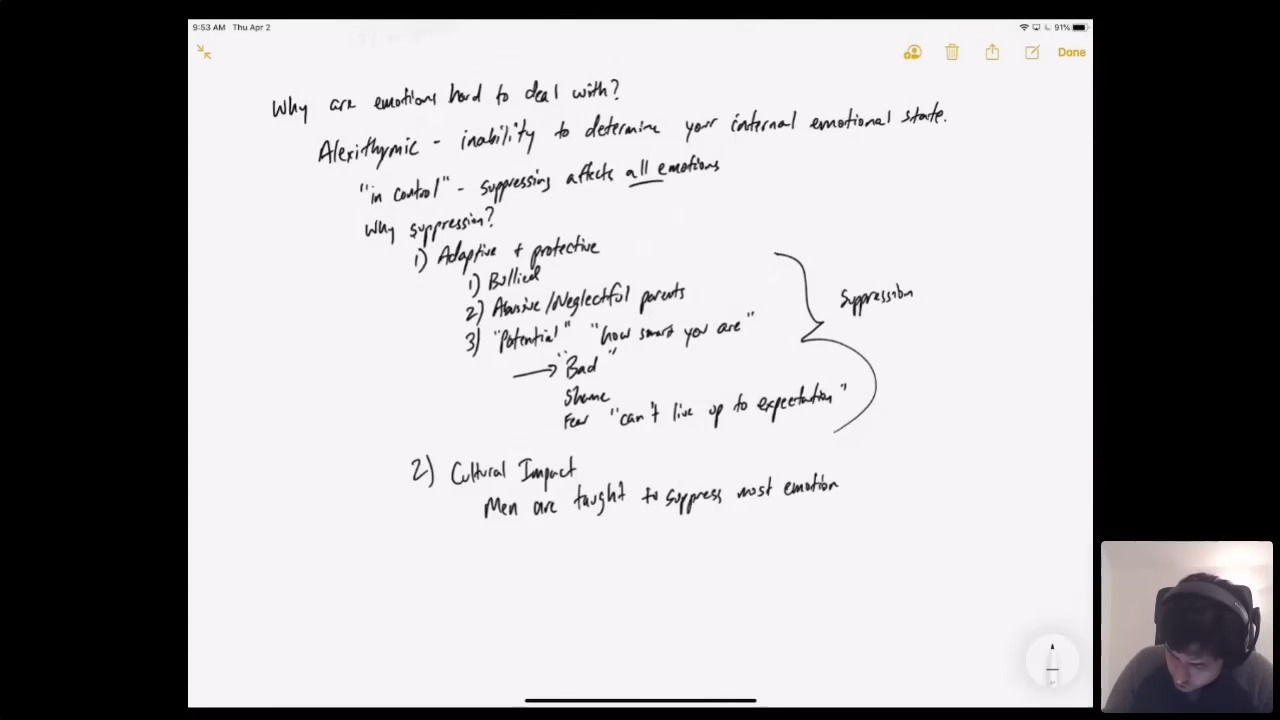 9:53 AM Thu Apr 2
91%
Done
Why are emotions hard to deal with?
Alexithymic - inability to determine your internal emotional state.
"in control" - suppressing affects all emotions
Why suppression?
1) Adaptive + protective
1) Bullied
2) Abusive/Neglectful parents
3) "Potential" "how smart you are"
→ "Bad"
Shame
Fear "can't live up to expectation"
Suppression
2) Cultural Impact
Men are taught to suppress most emotion